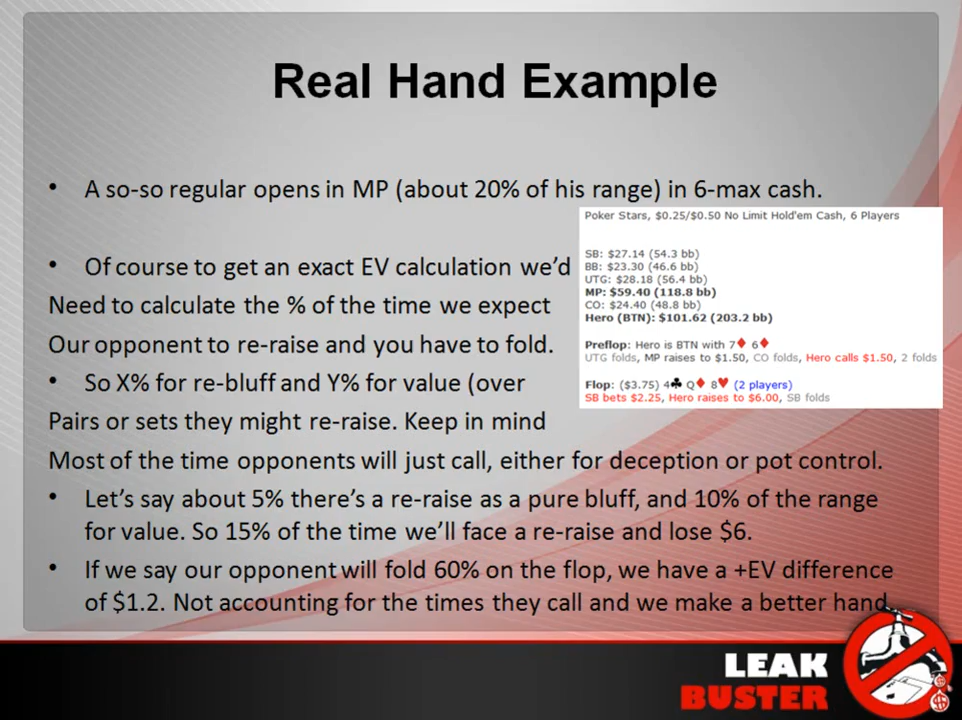 Real Hand Example
• A so-so regular opens in MP (about 20% of his range) in 6-max cash.
• Of course to get an exact EV calculation we'd
Need to calculate the % of the time we expect
Our opponent to re-raise and you have to fold.
• So X% for re-bluff and Y% for value (over
Pairs or sets they might re-raise. Keep in mind
Most of the time opponents will just call, either for deception or pot control.
• Let's say about 5% there's a re-raise as a pure bluff, and 10% of the range
for value. So 15% of the time we'll face a re-raise and lose $6.
• If we say our opponent will fold 60% on the flop, we have a +EV difference
of $1.2. Not accounting for the times they call and we make a better hand.
Poker Stars, $0.25/$0.50 No Limit Hold'em Cash, 6 Players
SB: $27.14 (54.3 bb)
BB: $23.30 (46.6 bb)
UTG: $28.18 (56.4 bb)
MP: $59.40 (118.8 bb)
CO: $24.40 (48.8 bb)
Hero (BTN): $101.62 (203.2 bb)
Preflop: Hero is BTN with 7♦ 6♦
UTG folds, MP raises to $1.50, CO folds, Hero calls $1.50, 2 folds
Flop: ($3.75) 4♣ Q♦ 8♥ (2 players)
SB bets $2.25, Hero raises to $6.00, SB folds
LEAK
BUSTER